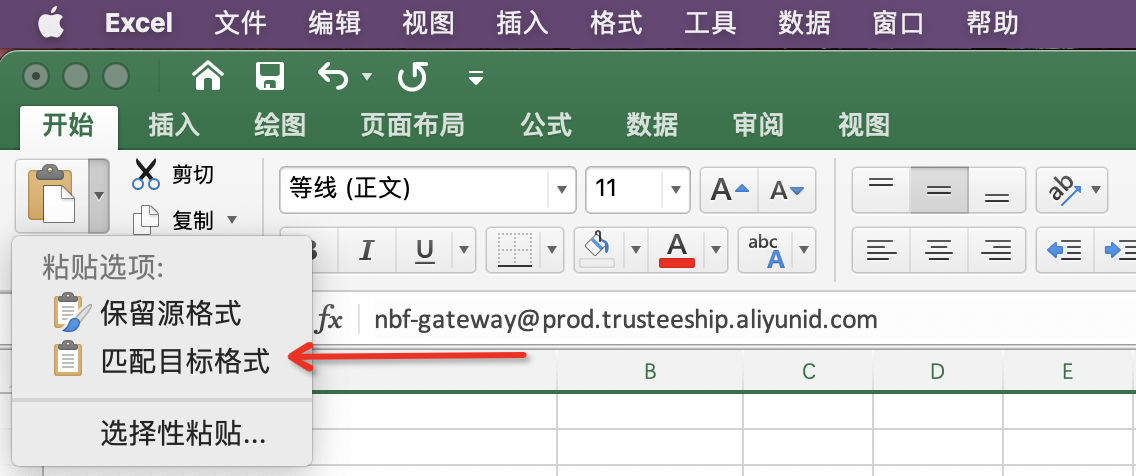 Excel 文件 编辑 视图 插入 格式 工具 数据 窗口 帮助
开始 插入 绘图 页面布局 公式 数据 审阅 视图
剪切
等线 (正文) 11 A A ab
复制
B I U A abc A
粘贴选项:
保留源格式
fx nbf-gateway@prod.trusteeship.aliyunid.com
匹配目标格式
B C D E
选择性粘贴...